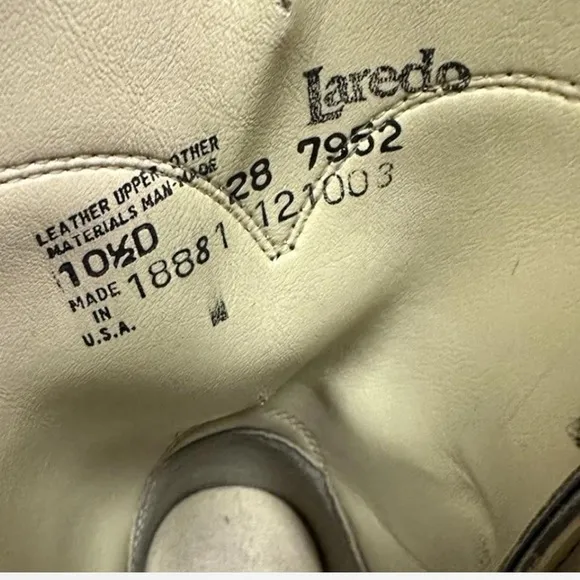 Laredo
LEATHER UPPER OTHER
MATERIALS MAN-MADE
28 7952
10½D
18881 121003
MADE
IN
U.S.A.